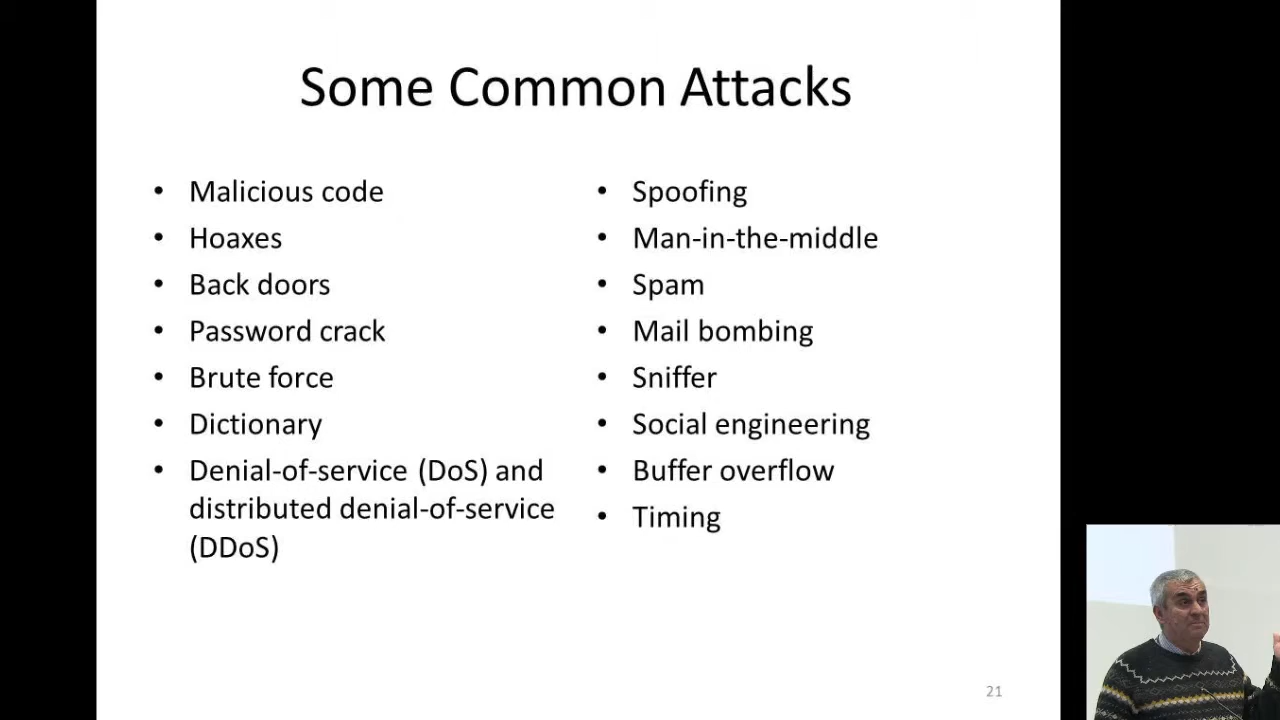 Some Common Attacks
• Malicious code
• Hoaxes
• Back doors
• Password crack
• Brute force
• Dictionary
• Denial-of-service (DoS) and
distributed denial-of-service
(DDoS)
• Spoofing
• Man-in-the-middle
• Spam
• Mail bombing
• Sniffer
• Social engineering
• Buffer overflow
• Timing
21